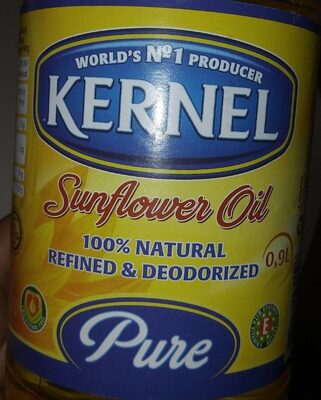 WORLD'S Nº1 PRODUCER
KERNEL
Sunflower Oil
100% NATURAL
REFINED & DEODORIZED
0,9L
Pure
E